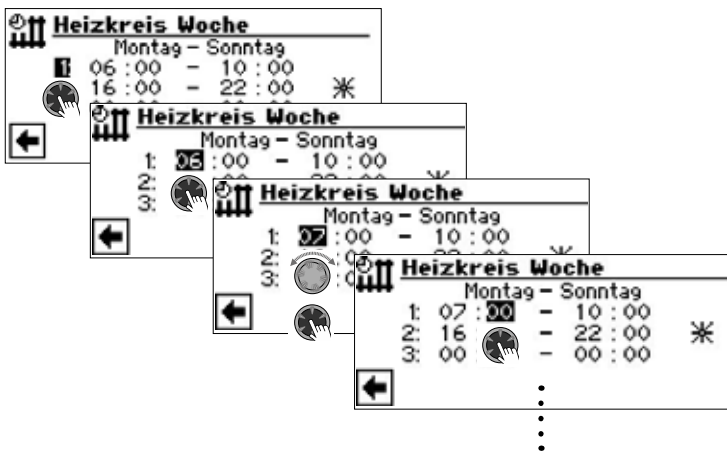 Heizkreis Woche
Montag – Sonntag
1: 06 : 00 – 10 : 00
16 : 00 – 22 : 00
Heizkreis Woche
Montag – Sonntag
1: 06 : 00 – 10 : 00
2:
3:
Heizkreis Woche
Montag – Sonntag
1: 07 : 00 – 10 : 00
2:
3:
Heizkreis Woche
Montag – Sonntag
1: 07 : 00 – 10 : 00
2: 16 – 22 : 00
3: 00 – 00 : 00